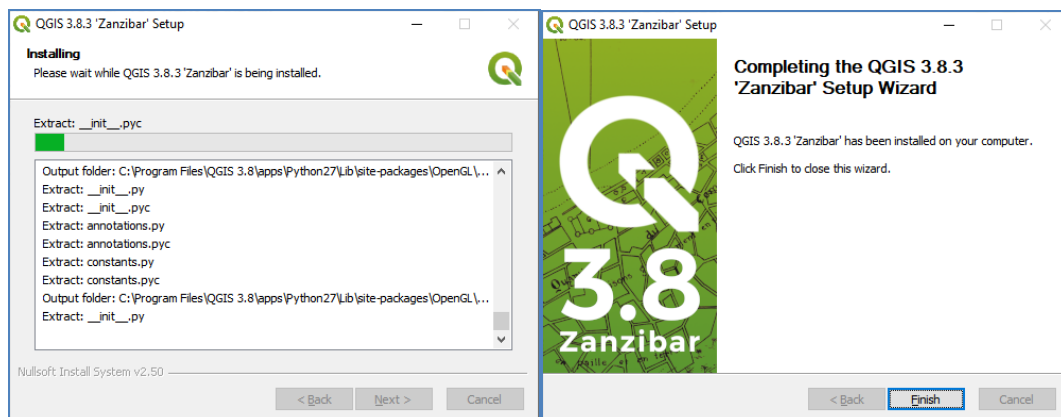 QGIS 3.8.3 'Zanzibar' Setup
Installing
Please wait while QGIS 3.8.3 'Zanzibar' is being installed.
Extract: __init__.pyc
Output folder: C:\Program Files\QGIS 3.8\apps\Python27\Lib\site-packages\OpenGL\,...
Extract: __init__.py
Extract: __init__.pyc
Extract: annotations.py
Extract: annotations.pyc
Extract: constants.py
Extract: constants.pyc
Output folder: C:\Program Files\QGIS 3.8\apps\Python27\Lib\site-packages\OpenGL\,...
Extract: __init__.py
Nullsoft Install System v2.50
< Back
Next >
Cancel
QGIS 3.8.3 'Zanzibar' Setup
3.8
Zanzibar
Completing the QGIS 3.8.3
'Zanzibar' Setup Wizard
QGIS 3.8.3 'Zanzibar' has been installed on your computer.
Click Finish to close this wizard.
< Back
Finish
Cancel